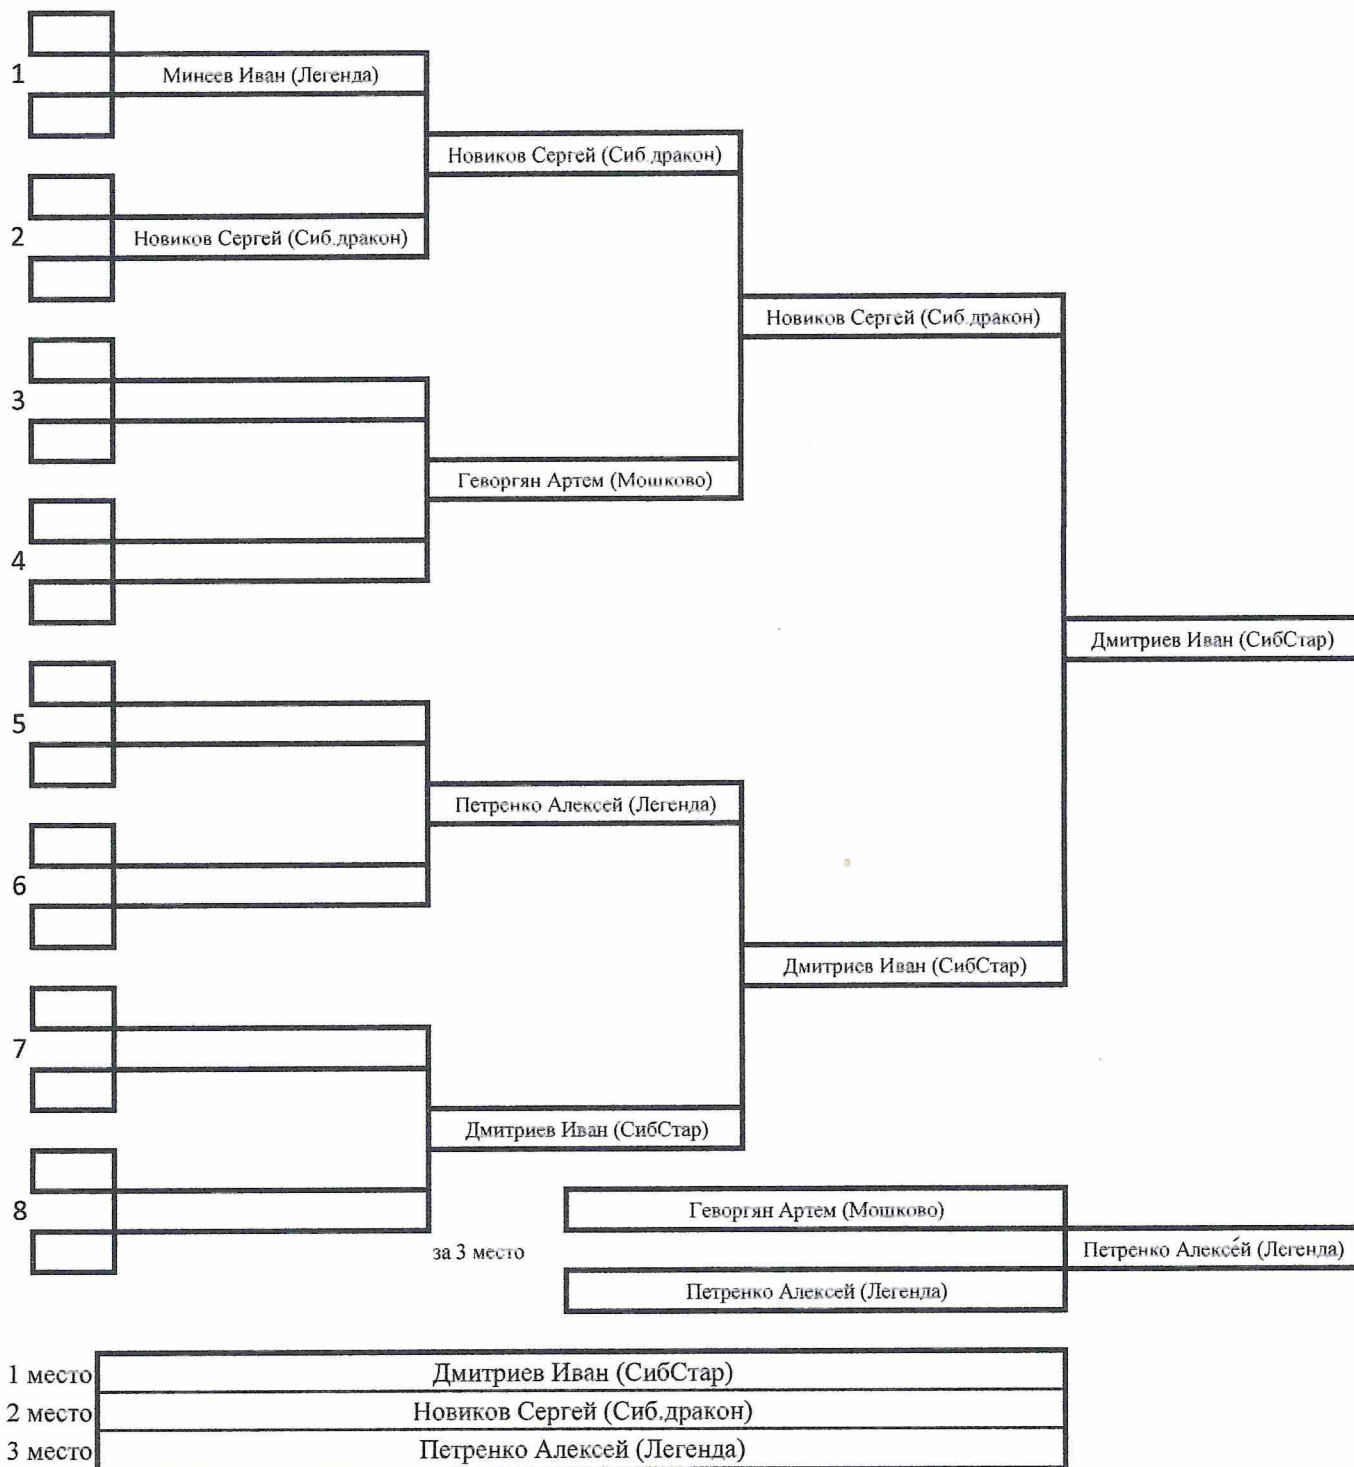 1
Минеев Иван (Легенда)
Новиков Сергей (Сиб.дракон)
2
Новиков Сергей (Сиб.дракон)
Новиков Сергей (Сиб.дракон)
3
Геворгян Артем (Мошково)
4
Дмитриев Иван (СибСтар)
5
Петренко Алексей (Легенда)
6
Дмитриев Иван (СибСтар)
7
Дмитриев Иван (СибСтар)
8
Геворгян Артем (Мошково)
за 3 место
Петренко Алексей (Легенда)
Петренко Алексей (Легенда)
1 место Дмитриев Иван (СибСтар)
2 место Новиков Сергей (Сиб.дракон)
3 место Петренко Алексей (Легенда)